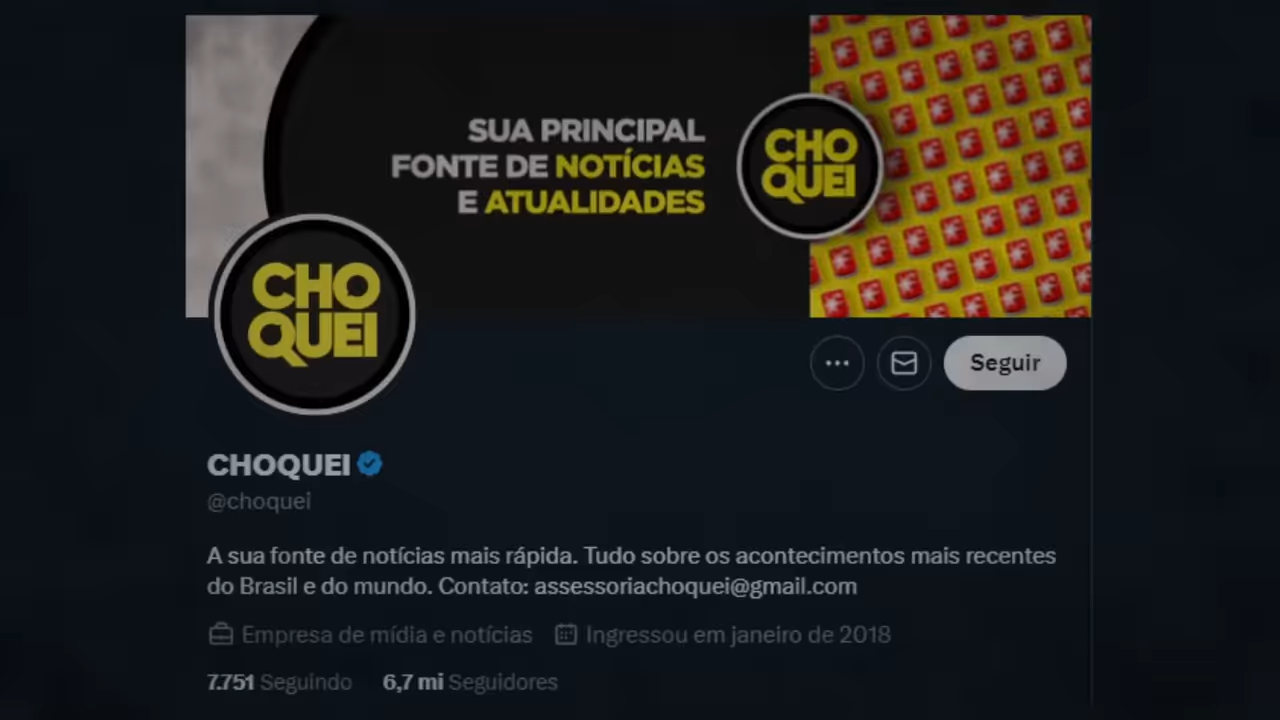 SUA PRINCIPAL
FONTE DE NOTÍCIAS
E ATUALIDADES
CHO
QUEI
CHO
QUEI
Seguir
CHOQUEI
@choquei
A sua fonte de notícias mais rápida. Tudo sobre os acontecimentos mais recentes
do Brasil e do mundo. Contato: assessoriachoquei@gmail.com
Empresa de mídia e notícias Ingressou em janeiro de 2018
7.751 Seguindo 6,7 mi Seguidores